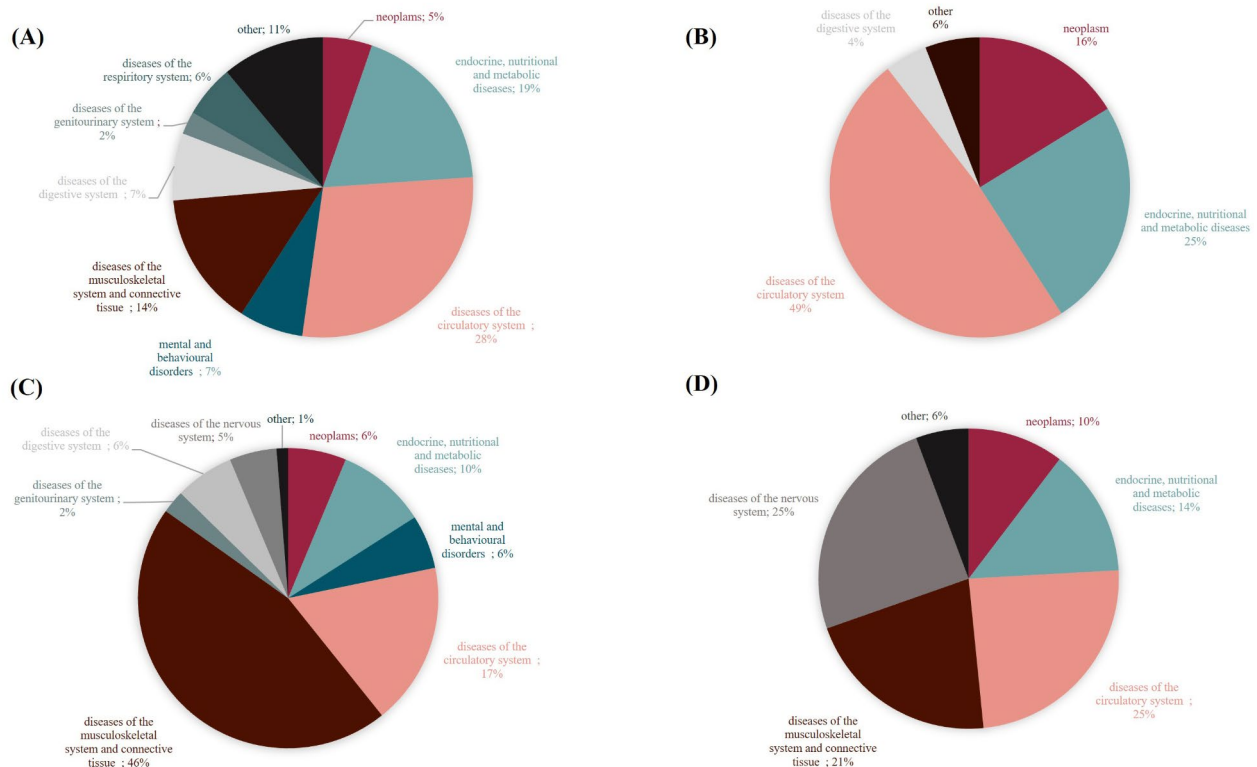 (A)
other; 11%
neoplams; 5%
diseases of the
respiritory system; 6%
endocrine, nutritional
and metabolic
diseases; 19%
diseases of the
genitourinary system ;
2%
diseases of the
digestive system ; 7%
diseases of the
musculoskeletal
system and connective
tissue ; 14%
diseases of the
circulatory system ;
28%
mental and
behavioural
disorders ; 7%
(B)
diseases of the
digestive system
4%
other
6%
neoplasm
16%
endocrine, nutritional
and metabolic diseases
25%
diseases of the
circulatory system
49%
(C)
diseases of the nervous
system; 5%
other; 1%
neoplams; 6%
diseases of the
digestive system ; 6%
endocrine, nutritional
and metabolic
diseases; 10%
diseases of the
genitourinary system ;
2%
mental and
behavioural
disorders ; 6%
diseases of the
circulatory system ;
17%
diseases of the
musculoskeletal
system and connective
tissue ; 46%
(D)
other; 6%
neoplams; 10%
endocrine, nutritional
and metabolic
diseases; 14%
diseases of the nervous
system; 25%
diseases of the
circulatory system ;
25%
diseases of the
musculoskeletal
system and connective
tissue ; 21%